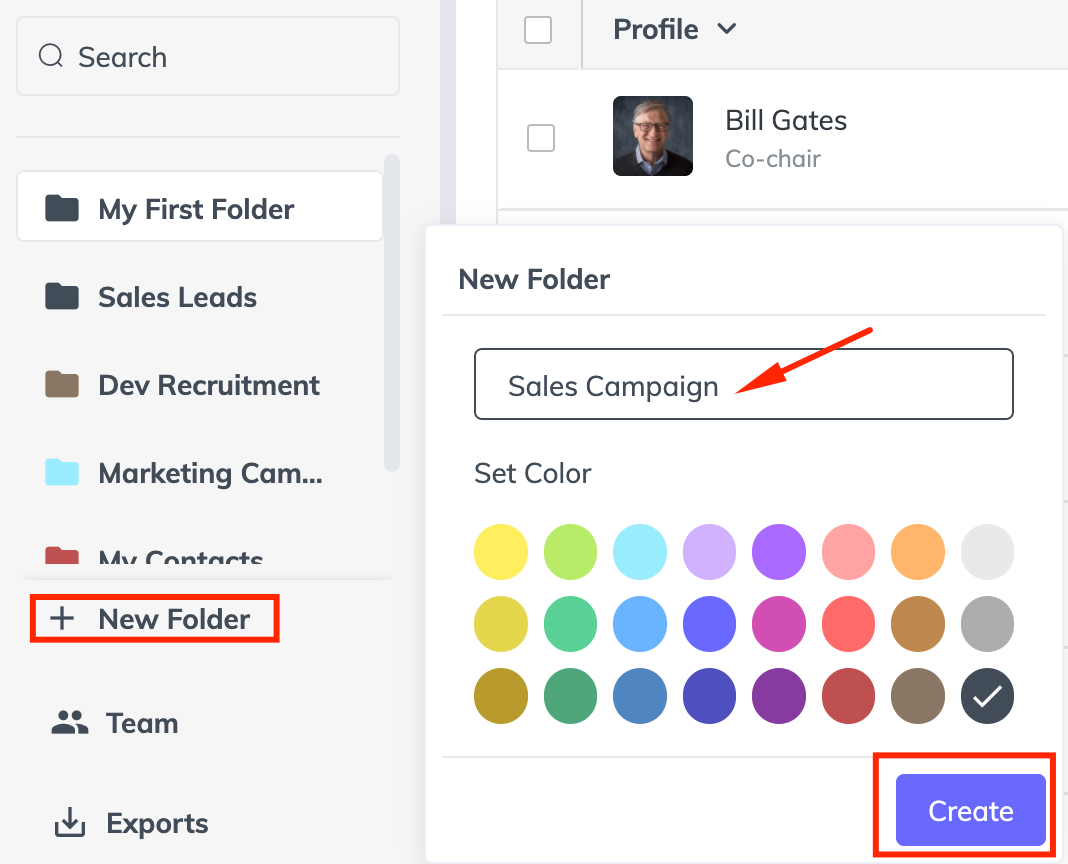 Search
My First Folder
Sales Leads
Dev Recruitment
Marketing Cam...
My Contacts
New Folder
Team
Exports
Profile
Bill Gates
Co-chair
New Folder
Sales Campaign
Set Color
Create